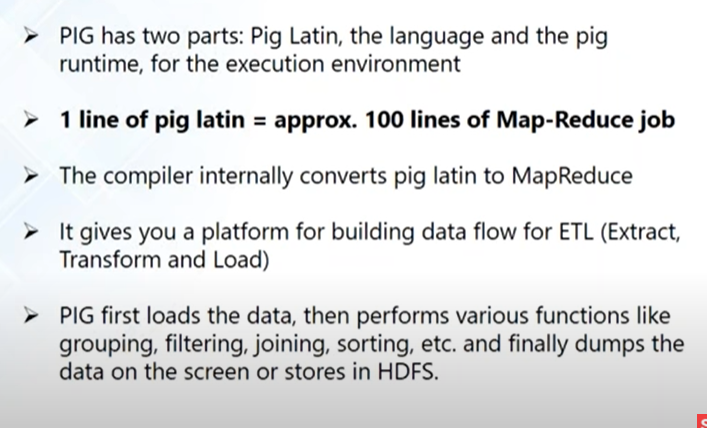 PIG has two parts: Pig Latin, the language and the pig
runtime, for the execution environment
1 line of pig latin = approx. 100 lines of Map-Reduce job
The compiler internally converts pig latin to MapReduce
It gives you a platform for building data flow for ETL (Extract,
Transform and Load)
PIG first loads the data, then performs various functions like
grouping, filtering, joining, sorting, etc. and finally dumps the
data on the screen or stores in HDFS.